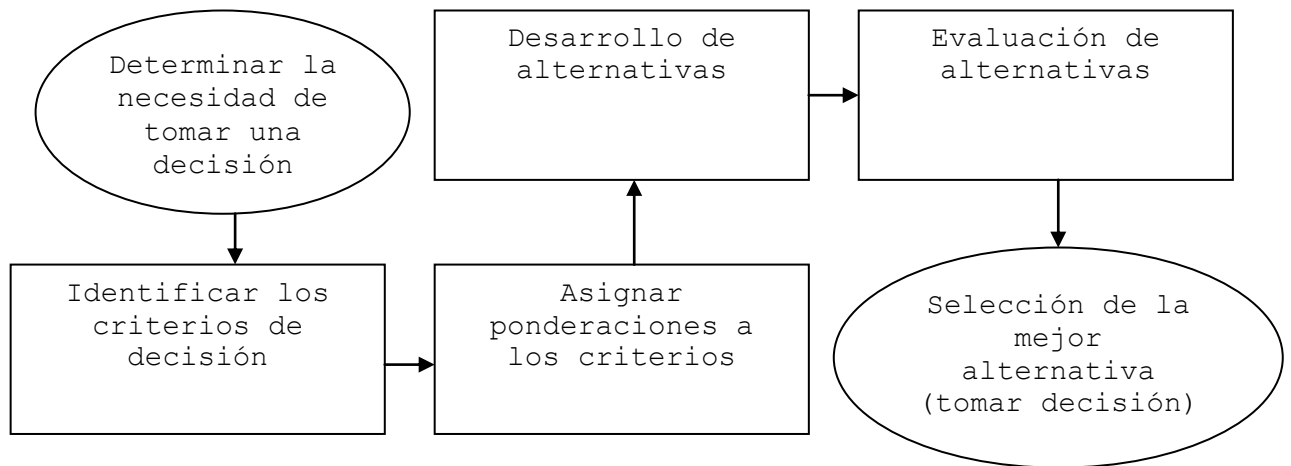 Determinar la
necesidad de
tomar una
decisión
Identificar los
criterios de
decisión
Asignar
ponderaciones a
los criterios
Desarrollo de
alternativas
Evaluación de
alternativas
Selección de la
mejor
alternativa
(tomar decisión)